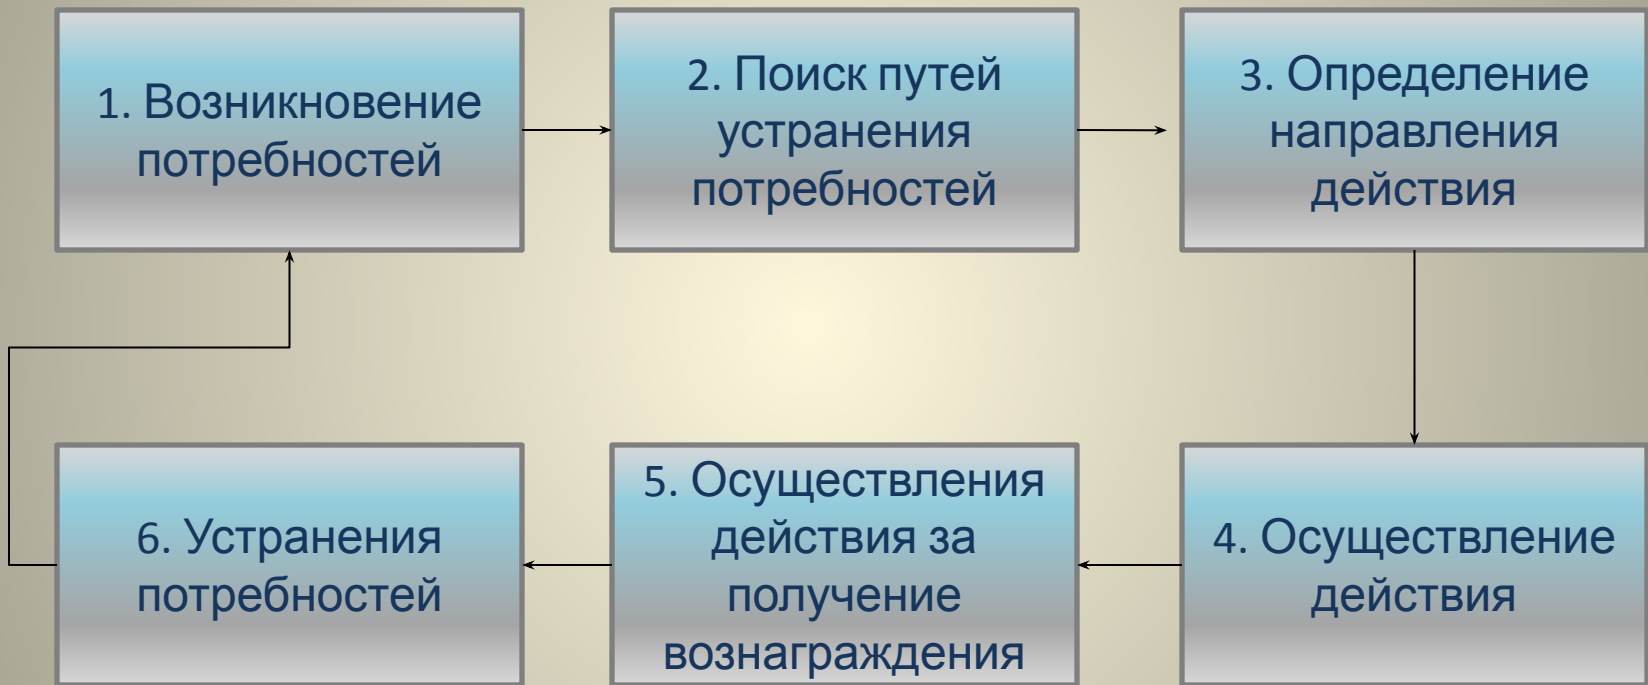 1. Возникновение
потребностей
2. Поиск путей
устранения
потребностей
3. Определение
направления
действия
4. Осуществление
действия
5. Осуществления
действия за
получение
вознаграждения
6. Устранения
потребностей